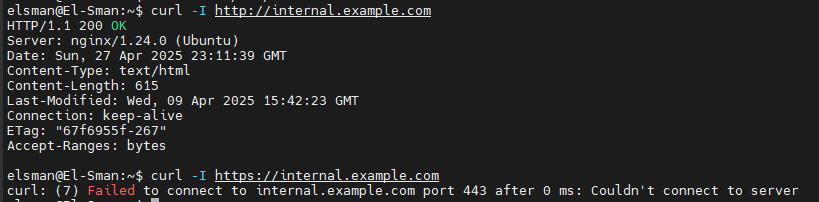 elsman@El-Sman:~$ curl -I http://internal.example.com
HTTP/1.1 200 OK
Server: nginx/1.24.0 (Ubuntu)
Date: Sun, 27 Apr 2025 23:11:39 GMT
Content-Type: text/html
Content-Length: 615
Last-Modified: Wed, 09 Apr 2025 15:42:23 GMT
Connection: keep-alive
ETag: "67f6955f-267"
Accept-Ranges: bytes

elsman@El-Sman:~$ curl -I https://internal.example.com
curl: (7) Failed to connect to internal.example.com port 443 after 0 ms: Couldn't connect to server